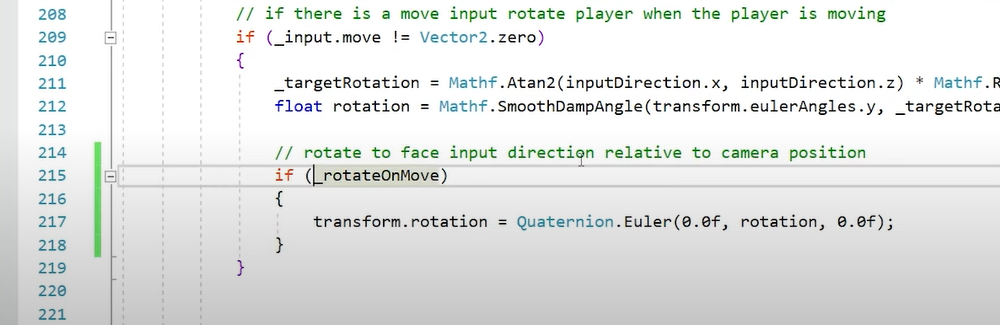 208 // if there is a move input rotate player when the player is moving
209 if (_input.move != Vector2.zero)
210 {
211 _targetRotation = Mathf.Atan2(inputDirection.x, inputDirection.z) * Mathf.R
212 float rotation = Mathf.SmoothDampAngle(transform.eulerAngles.y, _targetRota
213
214 // rotate to face input direction relative to camera position
215 if (_rotateOnMove)
216 {
217 transform.rotation = Quaternion.Euler(0.0f, rotation, 0.0f);
218 }
219 }
220
221